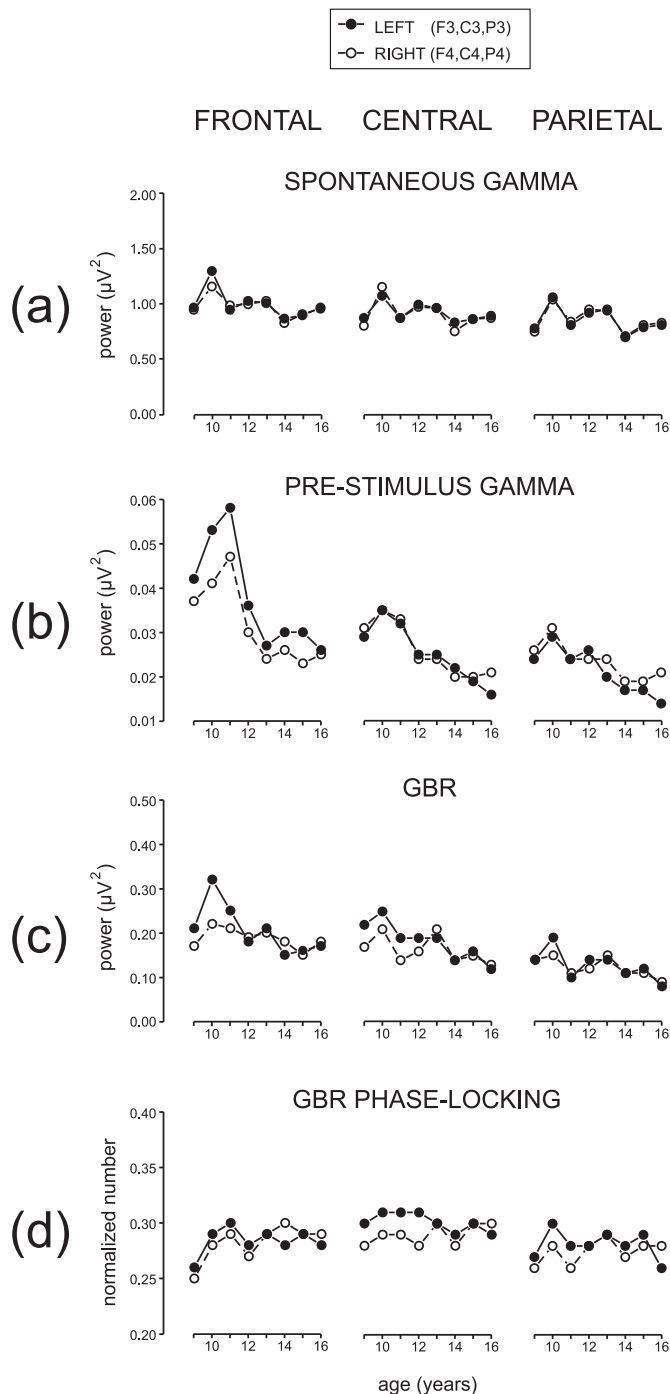 LEFT (F3,C3,P3)
RIGHT (F4,C4,P4)
FRONTAL CENTRAL PARIETAL
SPONTANEOUS GAMMA
(a)
power (µV²)
2.00
1.50
1.00
0.50
0.00
10 12 14 16 10 12 14 16 10 12 14 16
PRE-STIMULUS GAMMA
(b)
power (µV²)
0.06
0.05
0.04
0.03
0.02
0.01
10 12 14 16 10 12 14 16 10 12 14 16
GBR
(c)
power (µV²)
0.50
0.40
0.30
0.20
0.10
0.00
10 12 14 16 10 12 14 16 10 12 14 16
GBR PHASE-LOCKING
(d)
normalized number
0.40
0.35
0.30
0.25
0.20
10 12 14 16 10 12 14 16 10 12 14 16
age (years)